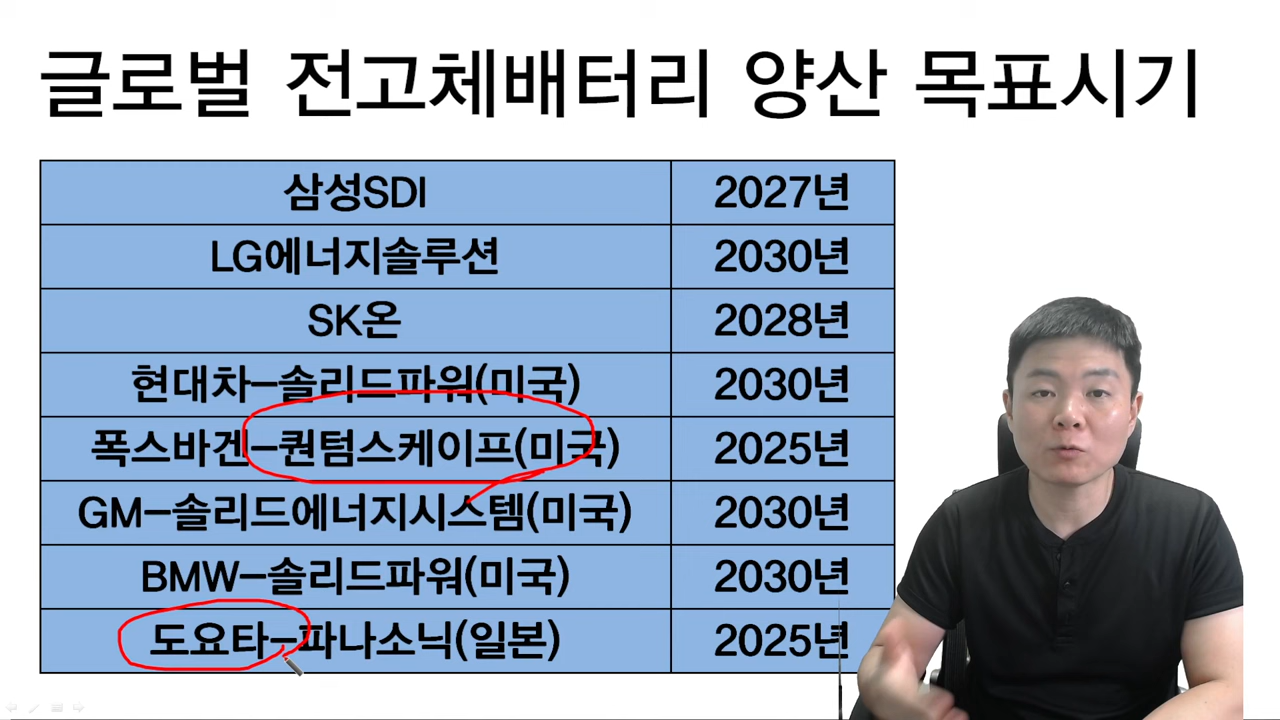 글로벌 전고체배터리 양산 목표시기
삼성SDI 2027년
LG에너지솔루션 2030년
SK온 2028년
현대차-솔리드파워(미국) 2030년
폭스바겐-퀀텀스케이프(미국) 2025년
GM-솔리드에너지시스템(미국) 2030년
BMW-솔리드파워(미국) 2030년
도요타-파나소닉(일본) 2025년